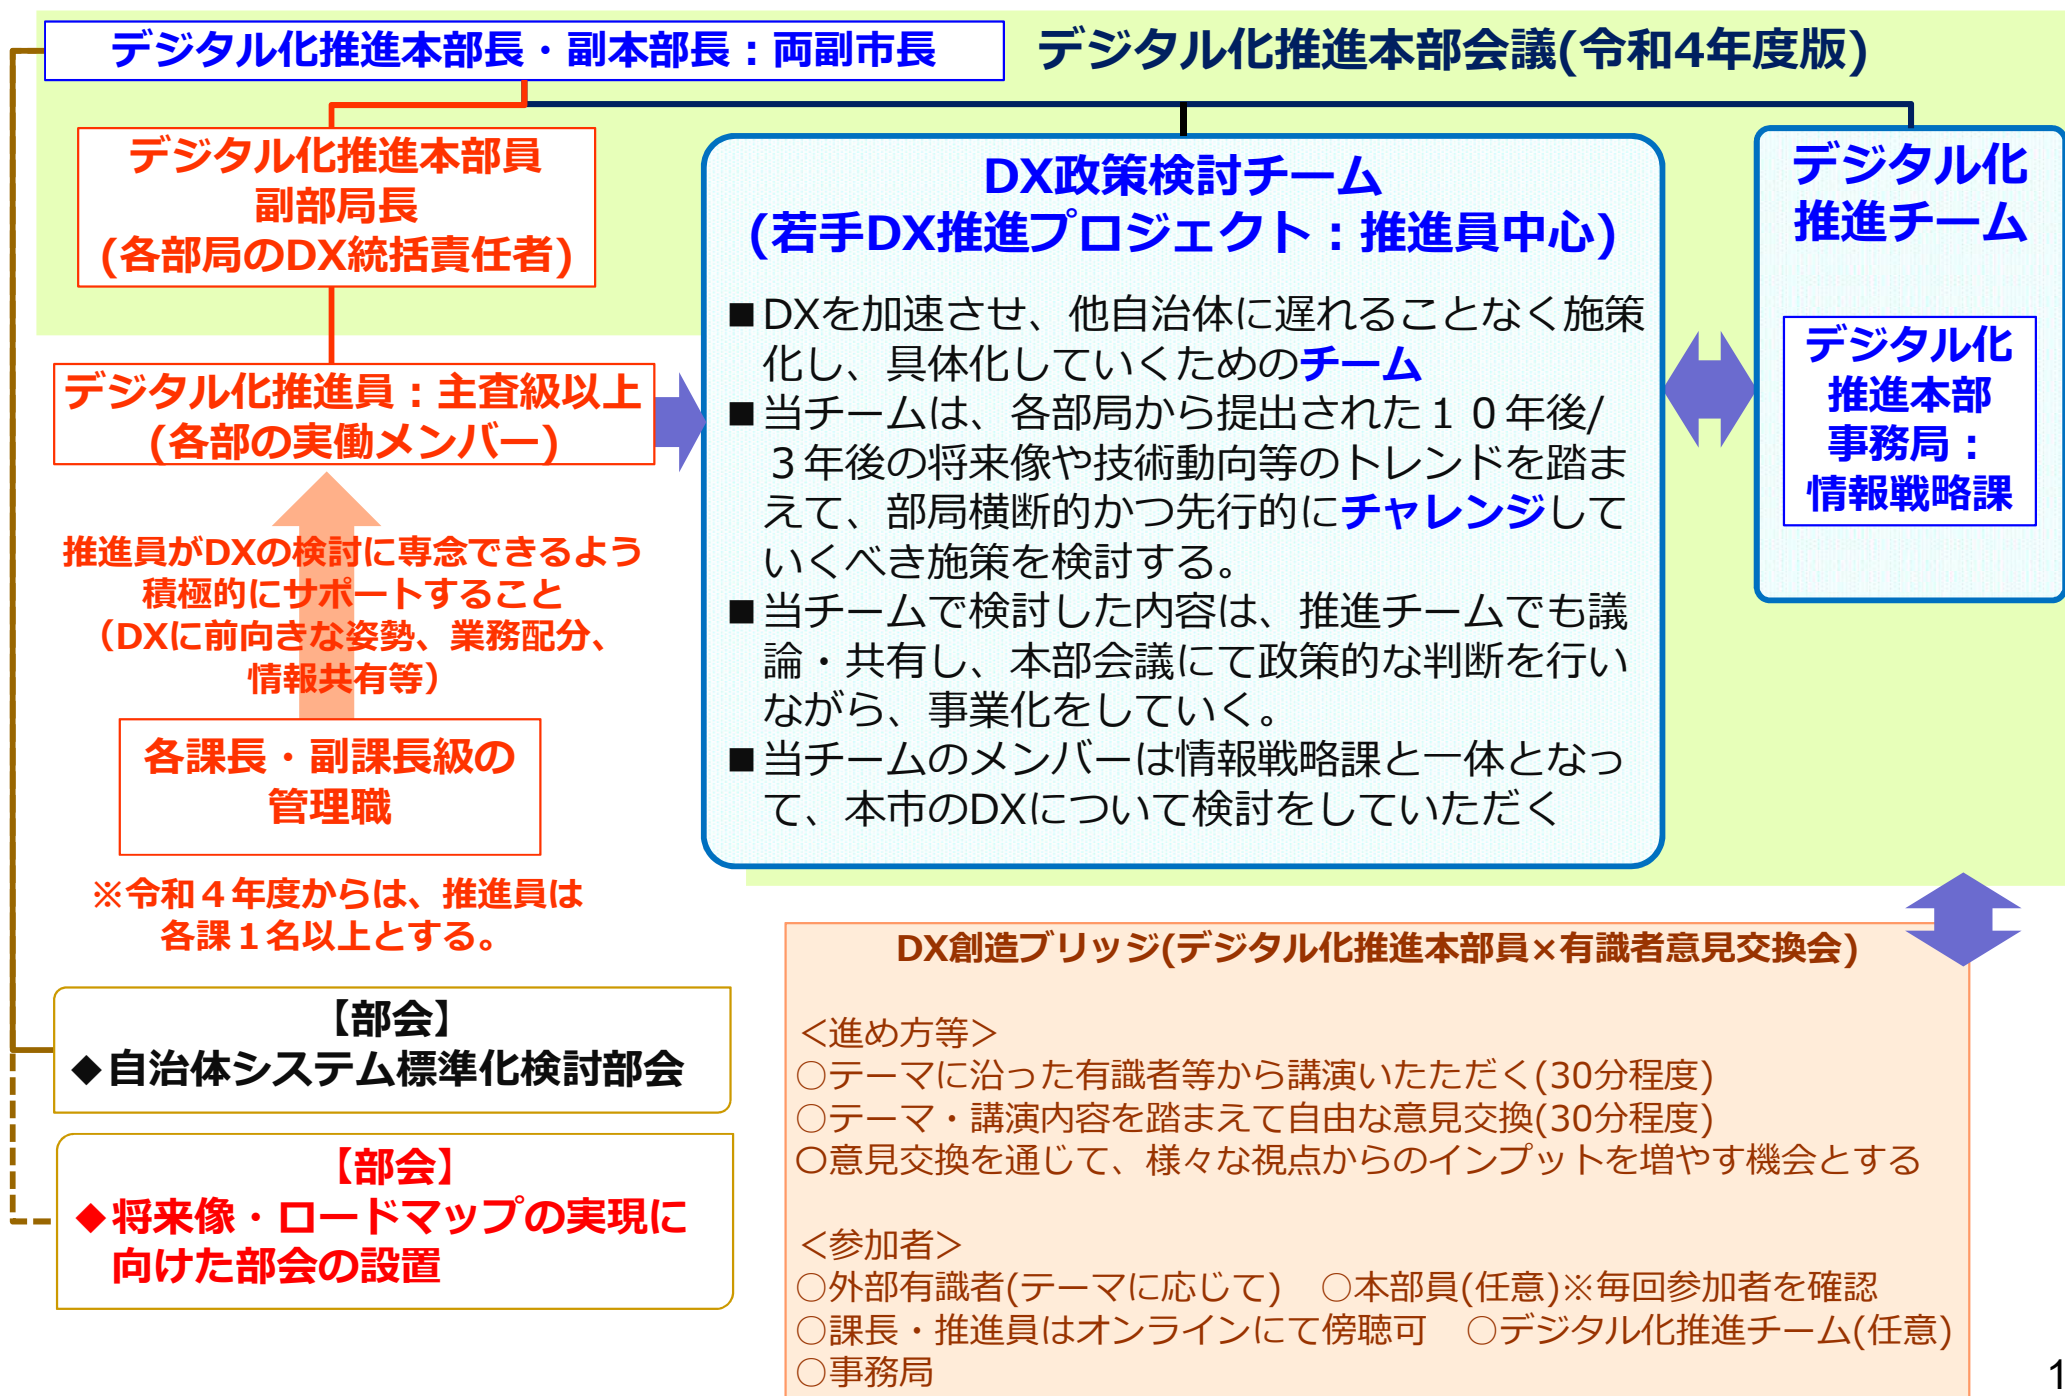 デジタル化推進本部長・副本部長：両副市長
デジタル化推進本部会議(令和4年度版)
デジタル化推進本部員
副部局長
(各部局のDX統括責任者)
デジタル化推進員：主査級以上
(各部の実働メンバー)
推進員がDXの検討に専念できるよう
積極的にサポートすること
（DXに前向きな姿勢、業務配分、
情報共有等）
各課長・副課長級の
管理職
※令和４年度からは、推進員は
各課１名以上とする。
DX政策検討チーム
(若手DX推進プロジェクト：推進員中心)
■DXを加速させ、他自治体に遅れることなく施策
化し、具体化していくためのチーム
■当チームは、各部局から提出された１０年後/
３年後の将来像や技術動向等のトレンドを踏ま
えて、部局横断的かつ先行的にチャレンジして
いくべき施策を検討する。
■当チームで検討した内容は、推進チームでも議
論・共有し、本部会議にて政策的な判断を行い
ながら、事業化をしていく。
■当チームのメンバーは情報戦略課と一体となっ
て、本市のDXについて検討をしていただく
デジタル化
推進チーム
デジタル化
推進本部
事務局：
情報戦略課
【部会】
◆自治体システム標準化検討部会
【部会】
◆将来像・ロードマップの実現に
向けた部会の設置
DX創造ブリッジ(デジタル化推進本部員×有識者意見交換会)
＜進め方等＞
○テーマに沿った有識者等から講演いたただく(30分程度)
○テーマ・講演内容を踏まえて自由な意見交換(30分程度)
〇意見交換を通じて、様々な視点からのインプットを増やす機会とする
＜参加者＞
○外部有識者(テーマに応じて)　○本部員(任意)※毎回参加者を確認
○課長・推進員はオンラインにて傍聴可　○デジタル化推進チーム(任意)
○事務局
1